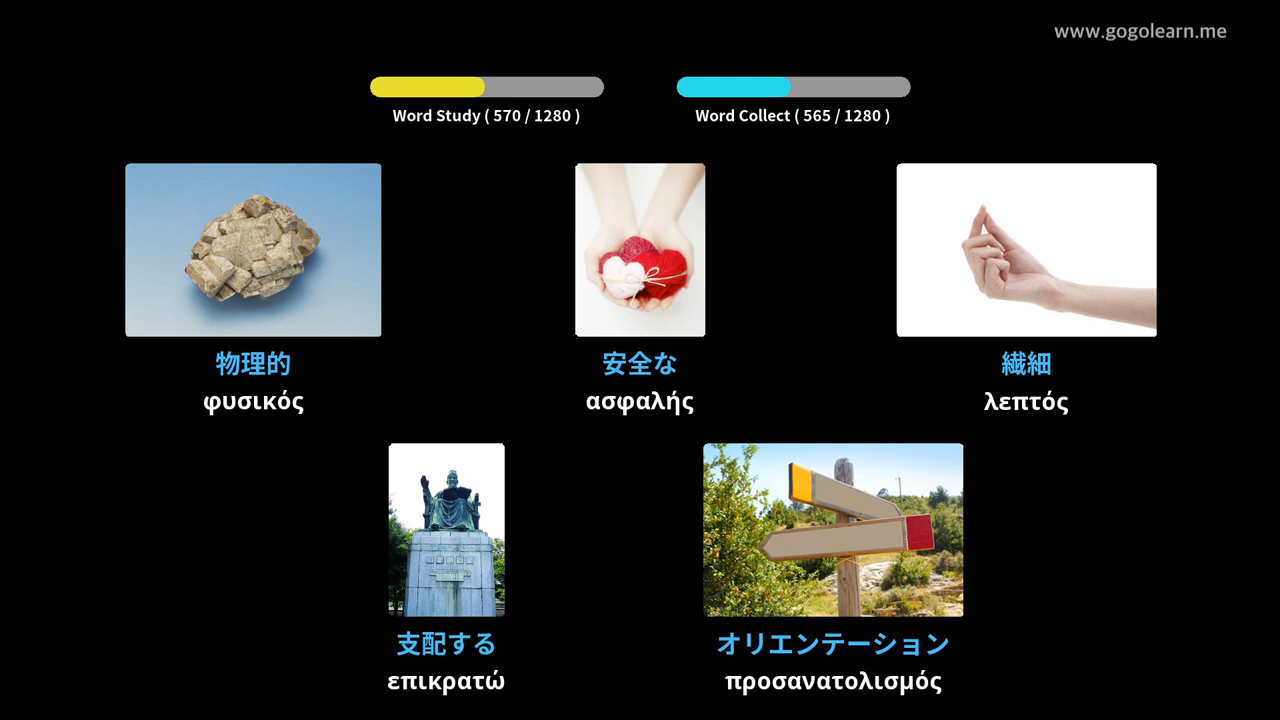 www.gogolearn.me
Word Study ( 570 / 1280 )
Word Collect ( 565 / 1280 )
物理的
φυσικός
安全な
ασφαλής
繊細
λεπτός
支配する
επικρατώ
オリエンテーション
προσανατολισμός